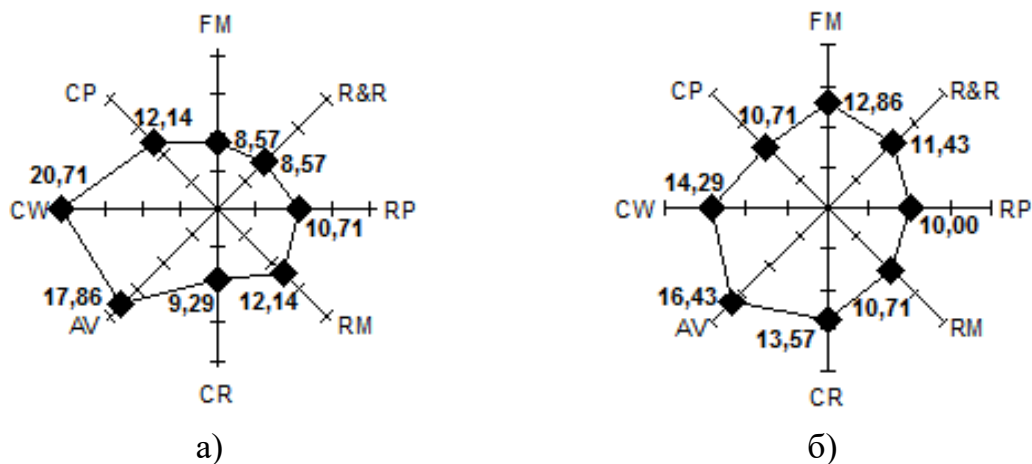 FM
CP
R&R
12,14
8,57
8,57
20,71
CW
RP
10,71
17,86
9,29
12,14
AV
RM
CR
а)
FM
CP
R&R
10,71
12,86
11,43
14,29
CW
RP
10,00
16,43
10,71
AV
13,57
RM
CR
б)